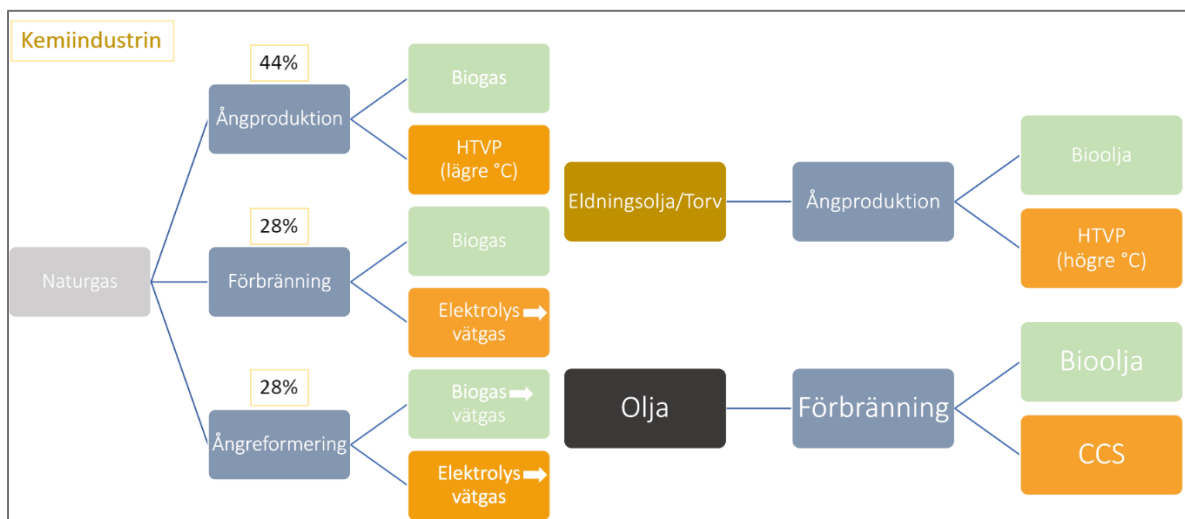 Kemiindustrin
Naturgas
44%
Ångproduktion
Biogas
HTVP
(lägre °C)
28%
Förbränning
Biogas
Elektrolys
vätgas
28%
Ångreformering
Biogas
vätgas
Elektrolys
vätgas
Eldningsolja/Torv
Ångproduktion
Bioolja
HTVP
(högre °C)
Olja
Förbränning
Bioolja
CCS